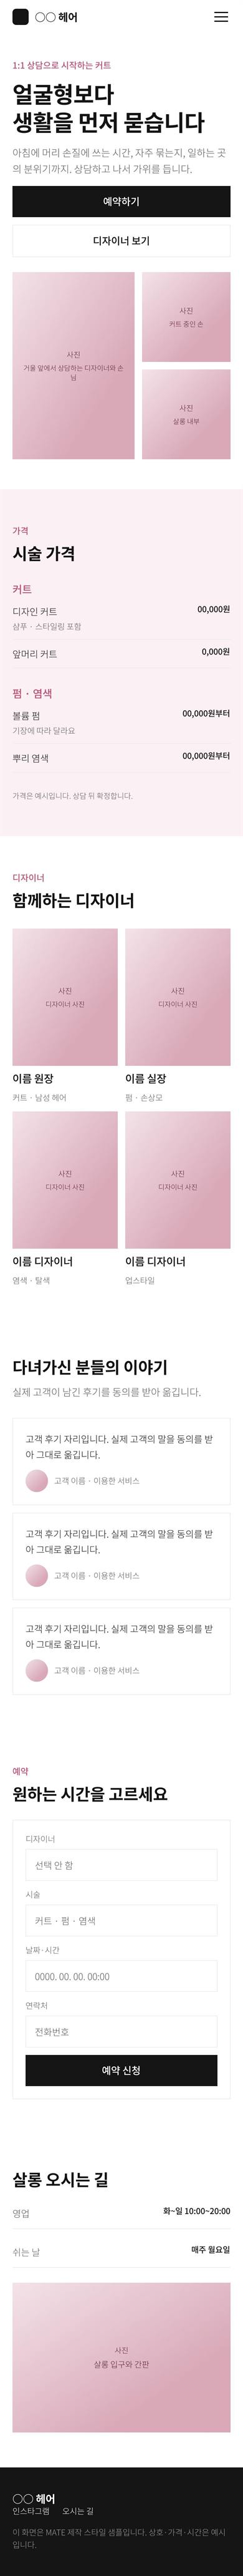 ○○ 헤어
1:1 상담으로 시작하는 커트
얼굴형보다
생활을 먼저 묻습니다
아침에 머리 손질에 쓰는 시간, 자주 묶는지, 일하는 곳
의 분위기까지. 상담하고 나서 가위를 듭니다.
예약하기
디자이너 보기
사진
거울 앞에서 상담하는 디자이너와 손
님
사진
커트 중인 손
사진
살롱 내부
가격
시술 가격
커트
디자인 커트
00,000원
샴푸 · 스타일링 포함
앞머리 커트
0,000원
펌 · 염색
볼륨 펌
00,000원부터
기장에 따라 달라요
뿌리 염색
00,000원부터
가격은 예시입니다. 상담 뒤 확정합니다.
디자이너
함께하는 디자이너
사진
디자이너 사진
사진
디자이너 사진
이름 원장
커트 · 남성 헤어
이름 실장
펌 · 손상모
사진
디자이너 사진
사진
디자이너 사진
이름 디자이너
염색 · 탈색
이름 디자이너
업스타일
다녀가신 분들의 이야기
실제 고객이 남긴 후기를 동의를 받아 옮깁니다.
고객 후기 자리입니다. 실제 고객의 말을 동의를 받
아 그대로 옮깁니다.
고객 이름 · 이용한 서비스
고객 후기 자리입니다. 실제 고객의 말을 동의를 받
아 그대로 옮깁니다.
고객 이름 · 이용한 서비스
고객 후기 자리입니다. 실제 고객의 말을 동의를 받
아 그대로 옮깁니다.
고객 이름 · 이용한 서비스
예약
원하는 시간을 고르세요
디자이너
선택 안 함
시술
커트 · 펌 · 염색
날짜·시간
0000. 00. 00. 00:00
연락처
전화번호
예약 신청
살롱 오시는 길
영업
화~일 10:00~20:00
쉬는 날
매주 월요일
사진
살롱 입구와 간판
○○ 헤어
인스타그램 오시는 길
이 화면은 MATE 제작 스타일 샘플입니다. 상호·가격·시간은 예시
입니다.